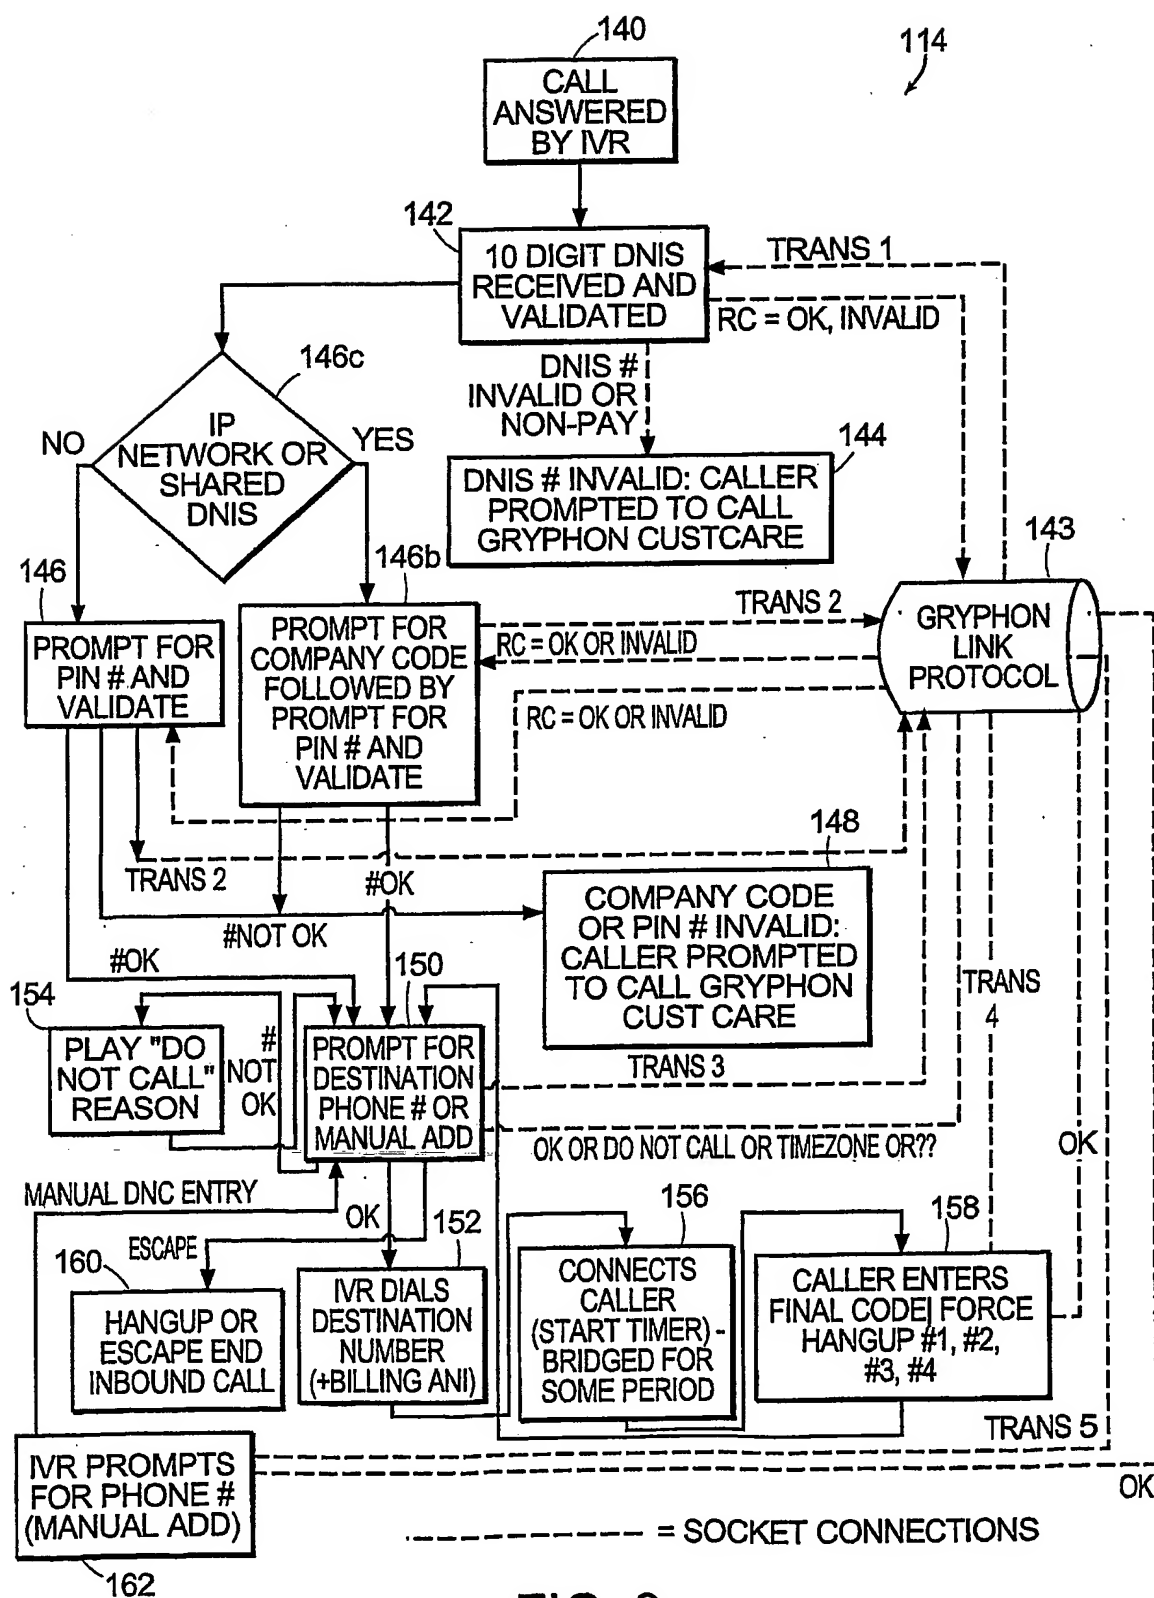 140
114
CALL
ANSWERED
BY IVR
142
10 DIGIT DNIS
RECEIVED AND
VALIDATED
TRANS 1
RC = OK, INVALID
146c
DNIS #
INVALID OR
NON-PAY
IP
NETWORK OR
SHARED
DNIS
NO
YES
144
DNIS # INVALID: CALLER
PROMPTED TO CALL
GRYPHON CUSTCARE
143
GRYPHON
LINK
PROTOCOL
146
PROMPT FOR
PIN # AND
VALIDATE
146b
PROMPT FOR
COMPANY CODE
FOLLOWED BY
PROMPT FOR
PIN # AND
VALIDATE
TRANS 2
RC = OK OR INVALID
RC = OK OR INVALID
TRANS 2
#OK
148
#NOT OK
COMPANY CODE
OR PIN # INVALID:
CALLER PROMPTED
TO CALL GRYPHON
CUST CARE
#OK
150
TRANS
4
154
PLAY "DO
NOT CALL"
REASON
#
NOT
OK
PROMPT FOR
DESTINATION
PHONE # OR
MANUAL ADD
TRANS 3
OK OR DO NOT CALL OR TIMEZONE OR??
OK
MANUAL DNC ENTRY
OK
152
156
158
ESCAPE
160
HANGUP OR
ESCAPE END
INBOUND CALL
IVR DIALS
DESTINATION
NUMBER
(+BILLING ANI)
CONNECTS
CALLER
(START TIMER) -
BRIDGED FOR
SOME PERIOD
CALLER ENTERS
FINAL CODE| FORCE
HANGUP #1, #2,
#3, #4
TRANS 5
OK
IVR PROMPTS
FOR PHONE #
(MANUAL ADD)
162
= SOCKET CONNECTIONS